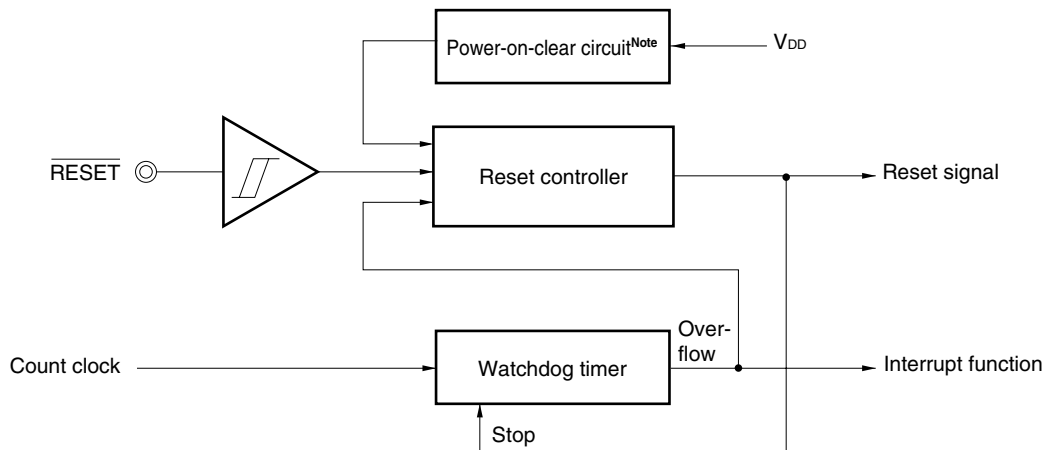 Power-on-clear circuitNote
VDD
RESET
Reset controller
Reset signal
Over-
flow
Count clock
Watchdog timer
Interrupt function
Stop